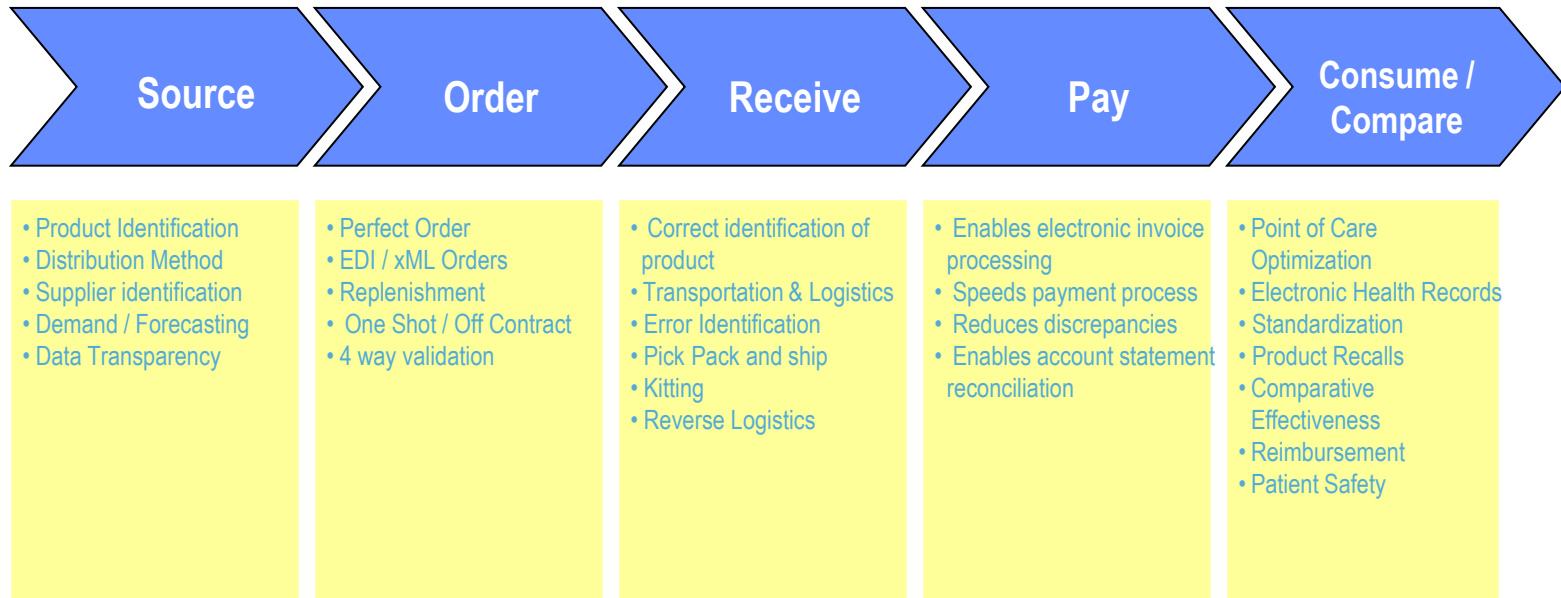 Source
Order
Receive
Pay
Consume /
Compare
• Product Identification
• Distribution Method
• Supplier identification
• Demand / Forecasting
• Data Transparency
• Perfect Order
• EDI / xML Orders
• Replenishment
• One Shot / Off Contract
• 4 way validation
• Correct identification of
product
• Transportation & Logistics
• Error Identification
• Pick Pack and ship
• Kitting
• Reverse Logistics
• Enables electronic invoice
processing
• Speeds payment process
• Reduces discrepancies
• Enables account statement
reconciliation
• Point of Care
Optimization
• Electronic Health Records
• Standardization
• Product Recalls
• Comparative
Effectiveness
• Reimbursement
• Patient Safety